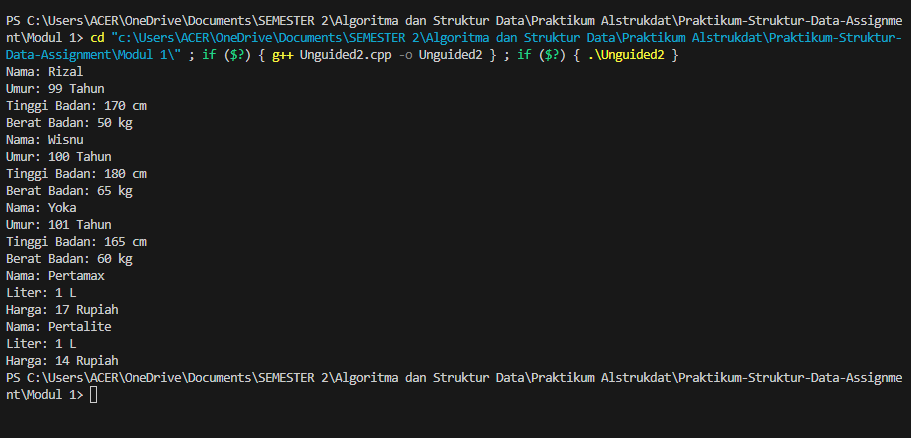 PS C:\Users\ACER\OneDrive\Documents\SEMESTER 2\Algoritma dan Struktur Data\Praktikum Alstrukdat\Praktikum-Struktur-Data-Assignme
nt\Modul 1> cd "c:\Users\ACER\OneDrive\Documents\SEMESTER 2\Algoritma dan Struktur Data\Praktikum Alstrukdat\Praktikum-Struktur-
Data-Assignment\Modul 1\" ; if ($?) { g++ Unguided2.cpp -o Unguided2 } ; if ($?) { .\Unguided2 }
Nama: Rizal
Umur: 99 Tahun
Tinggi Badan: 170 cm
Berat Badan: 50 kg
Nama: Wisnu
Umur: 100 Tahun
Tinggi Badan: 180 cm
Berat Badan: 65 kg
Nama: Yoka
Umur: 101 Tahun
Tinggi Badan: 165 cm
Berat Badan: 60 kg
Nama: Pertamax
Liter: 1 L
Harga: 17 Rupiah
Nama: Pertalite
Liter: 1 L
Harga: 14 Rupiah
PS C:\Users\ACER\OneDrive\Documents\SEMESTER 2\Algoritma dan Struktur Data\Praktikum Alstrukdat\Praktikum-Struktur-Data-Assignme
nt\Modul 1>